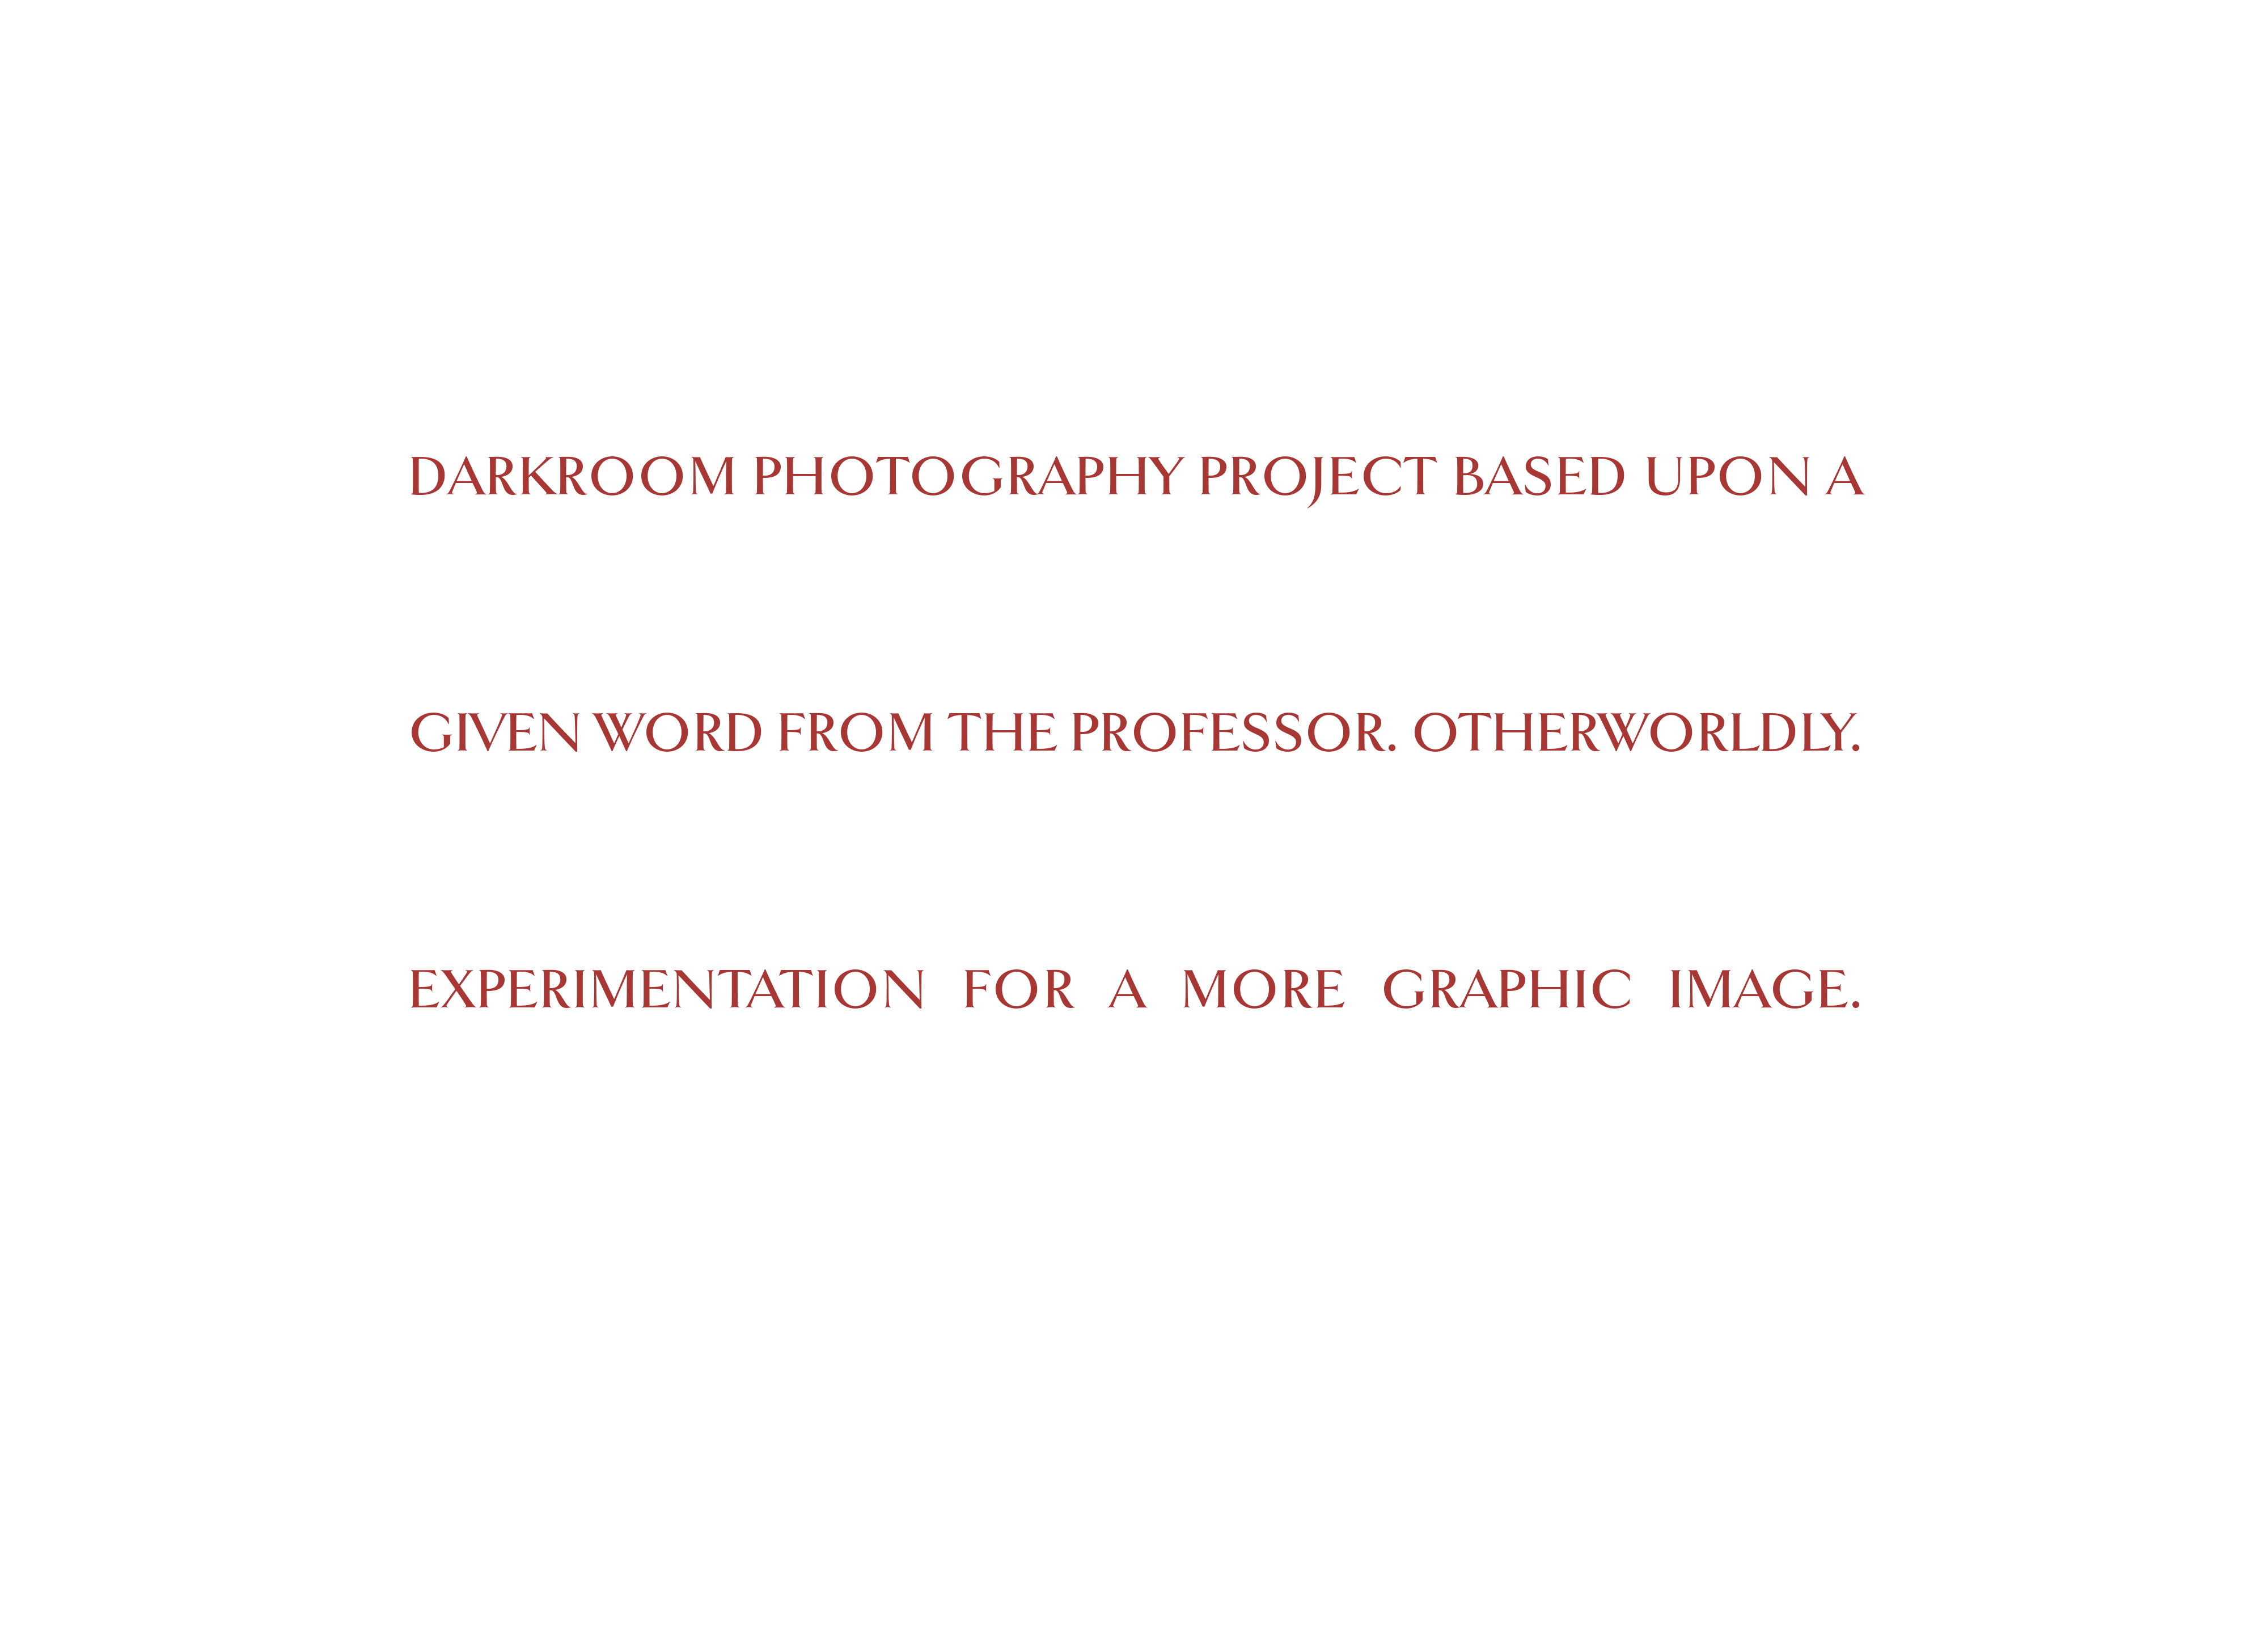 DARKROOM PHOTOGRAPHY PROJECT BASED UPON A
GIVEN WORD FROM THE PROFESSOR. OTHERWORLDLY.
EXPERIMENTATION FOR A MORE GRAPHIC IMAGE.